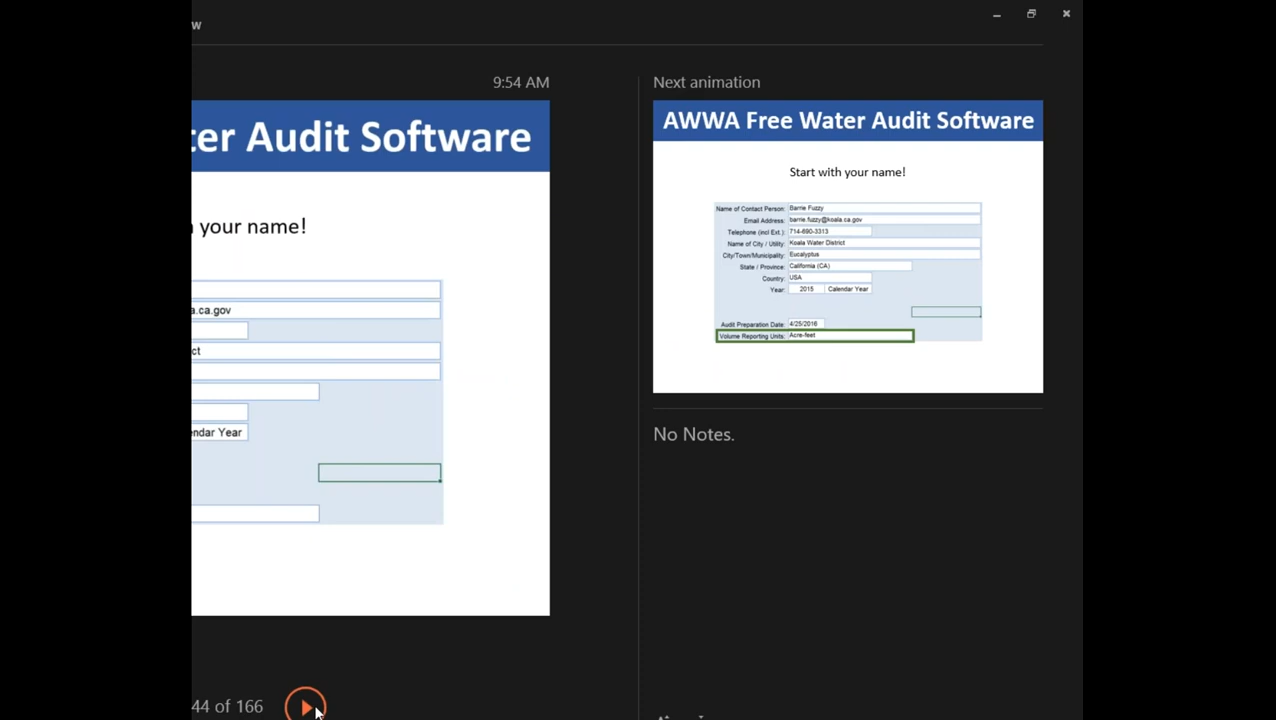 w
9:54 AM
er Audit Software
your name!
a.ca.gov
ct
endar Year
44 of 166
Next animation
AWWA Free Water Audit Software
Start with your name!
Name of Contact Person: Barrie Fuzzy
Email Address: barrie.fuzzy@koala.ca.gov
Telephone (incl Ext.): 714-690-3313
Name of City / Utility: Koala Water District
City/Town/Municipality: Eucalyptus
State / Province: California (CA)
Country: USA
Year: 2015 Calendar Year
Audit Preparation Date: 4/25/2016
Volume Reporting Units: Acre-feet
No Notes.